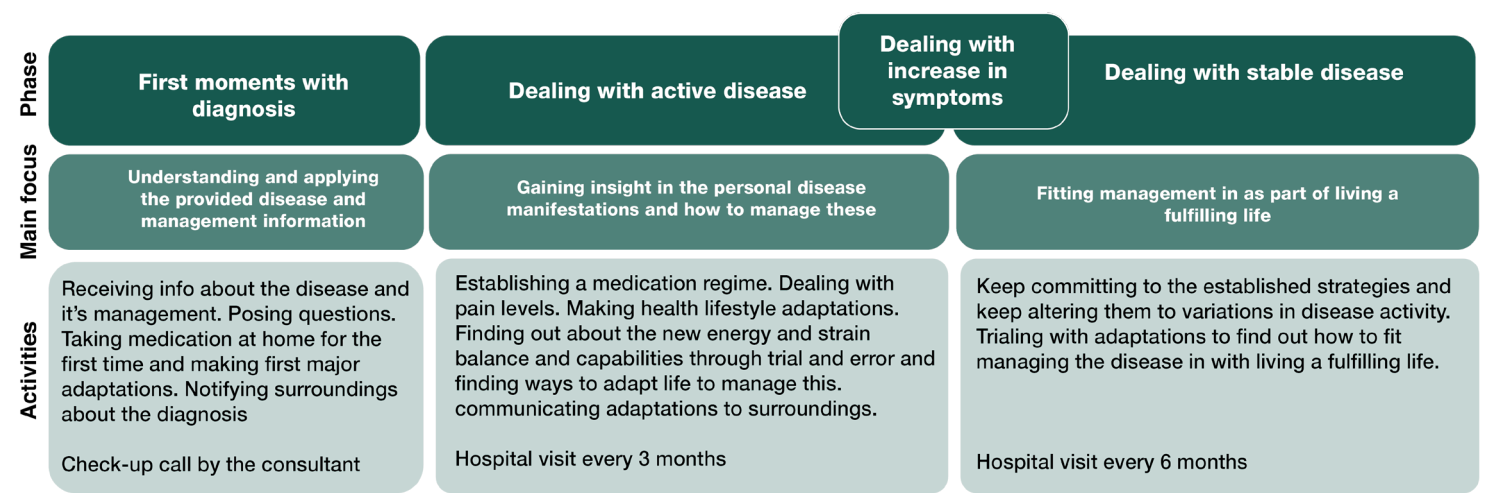 Phase
First moments with
diagnosis
Dealing with active disease
Dealing with
increase in
symptoms
Dealing with stable disease
Main focus
Understanding and applying
the provided disease and
management information
Gaining insight in the personal disease
manifestations and how to manage these
Fitting management in as part of living a
fulfilling life
Activities
Receiving info about the disease and
it's management. Posing questions.
Taking medication at home for the
first time and making first major
adaptations. Notifying surroundings
about the diagnosis
Check-up call by the consultant
Establishing a medication regime. Dealing with
pain levels. Making health lifestyle adaptations.
Finding out about the new energy and strain
balance and capabilities through trial and error and
finding ways to adapt life to manage this.
communicating adaptations to surroundings.
Hospital visit every 3 months
Keep committing to the established strategies and
keep altering them to variations in disease activity.
Trialing with adaptations to find out how to fit
managing the disease in with living a fulfilling life.
Hospital visit every 6 months